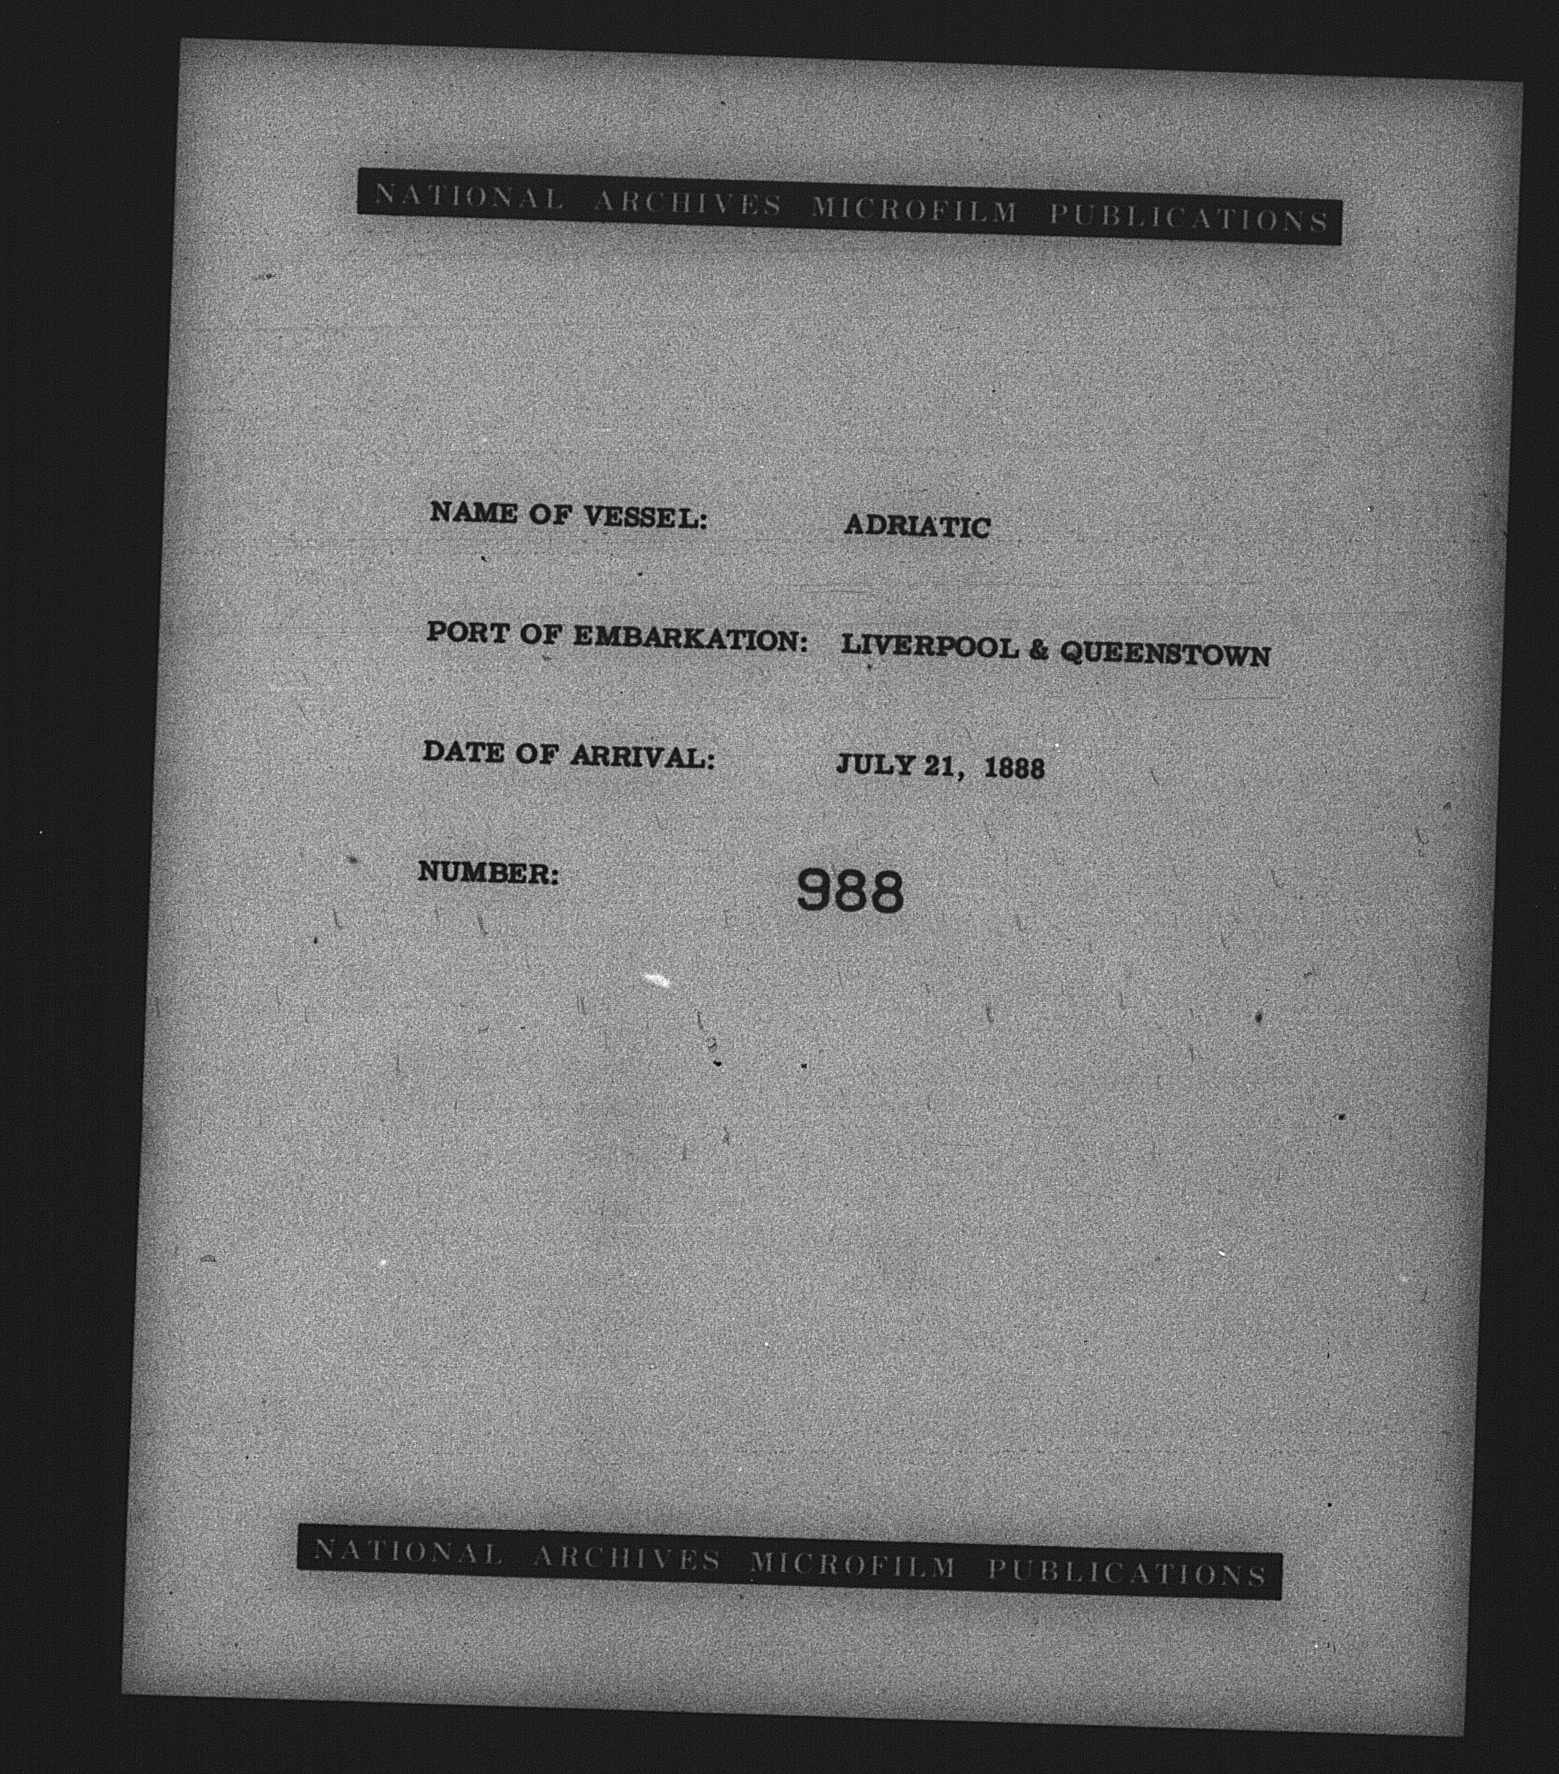 NATIONAL ARCHIVES MICROFILM PUBLICATIONS
NAME OF VESSEL: ADRIATIC
PORT OF EMBARKATION: LIVERPOOL & QUEENSTOWN
DATE OF ARRIVAL: JULY 21, 1888
NUMBER: 988
NATIONAL ARCHIVES MICROFILM PUBLICATIONS